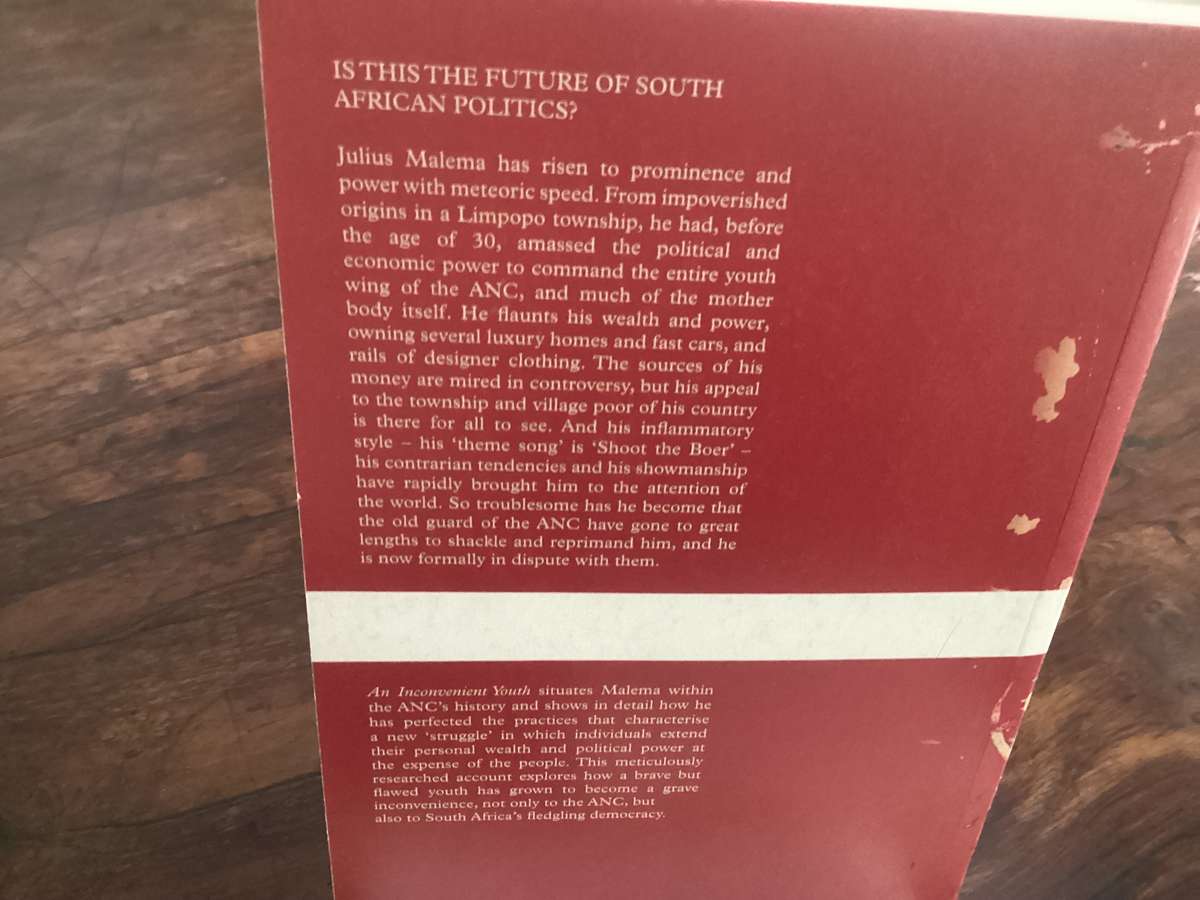 IS THIS THE FUTURE OF SOUTH
AFRICAN POLITICS?
Julius Malema has risen to prominence and
power with meteoric speed. From impoverished
origins in a Limpopo township, he had, before
the age of 30, amassed the political and
economic power to command the entire youth
wing of the ANC, and much of the mother
body itself. He flaunts his wealth and power,
owning several luxury homes and fast cars, and
rails of designer clothing. The sources of his
money are mired in controversy, but his appeal
to the township and village poor of his country
is there for all to see. And his inflammatory
style – his ‘theme song’ is ‘Shoot the Boer’ –
his contrarian tendencies and his showmanship
have rapidly brought him to the attention of
the world. So troublesome has he become that
the old guard of the ANC have gone to great
lengths to shackle and reprimand him, and he
is now formally in dispute with them.
An Inconvenient Youth situates Malema within
the ANC’s history and shows in detail how he
has perfected the practices that characterise
a new ‘struggle’ in which individuals extend
their personal wealth and political power at
the expense of the people. This meticulously
researched account explores how a brave but
flawed youth has grown to become a grave
inconvenience, not only to the ANC, but
also to South Africa’s fledgling democracy.